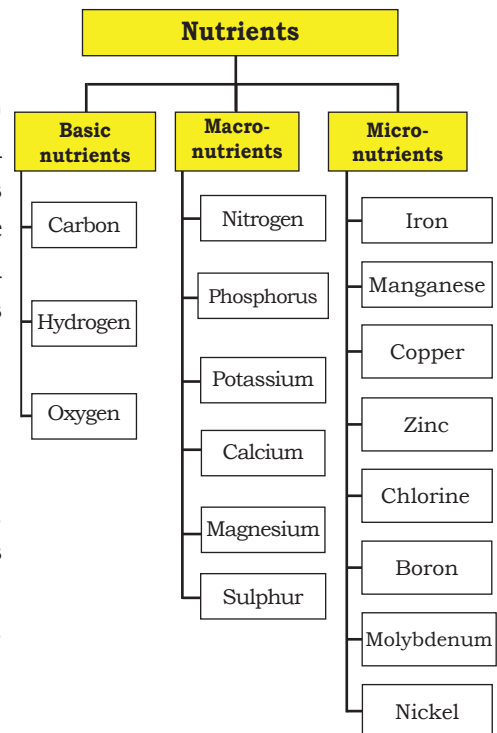 Nutrients
Basic
nutrients
Carbon
Hydrogen
Oxygen
Macro-
nutrients
Nitrogen
Phosphorus
Potassium
Calcium
Magnesium
Sulphur
Micro-
nutrients
Iron
Manganese
Copper
Zinc
Chlorine
Boron
Molybdenum
Nickel